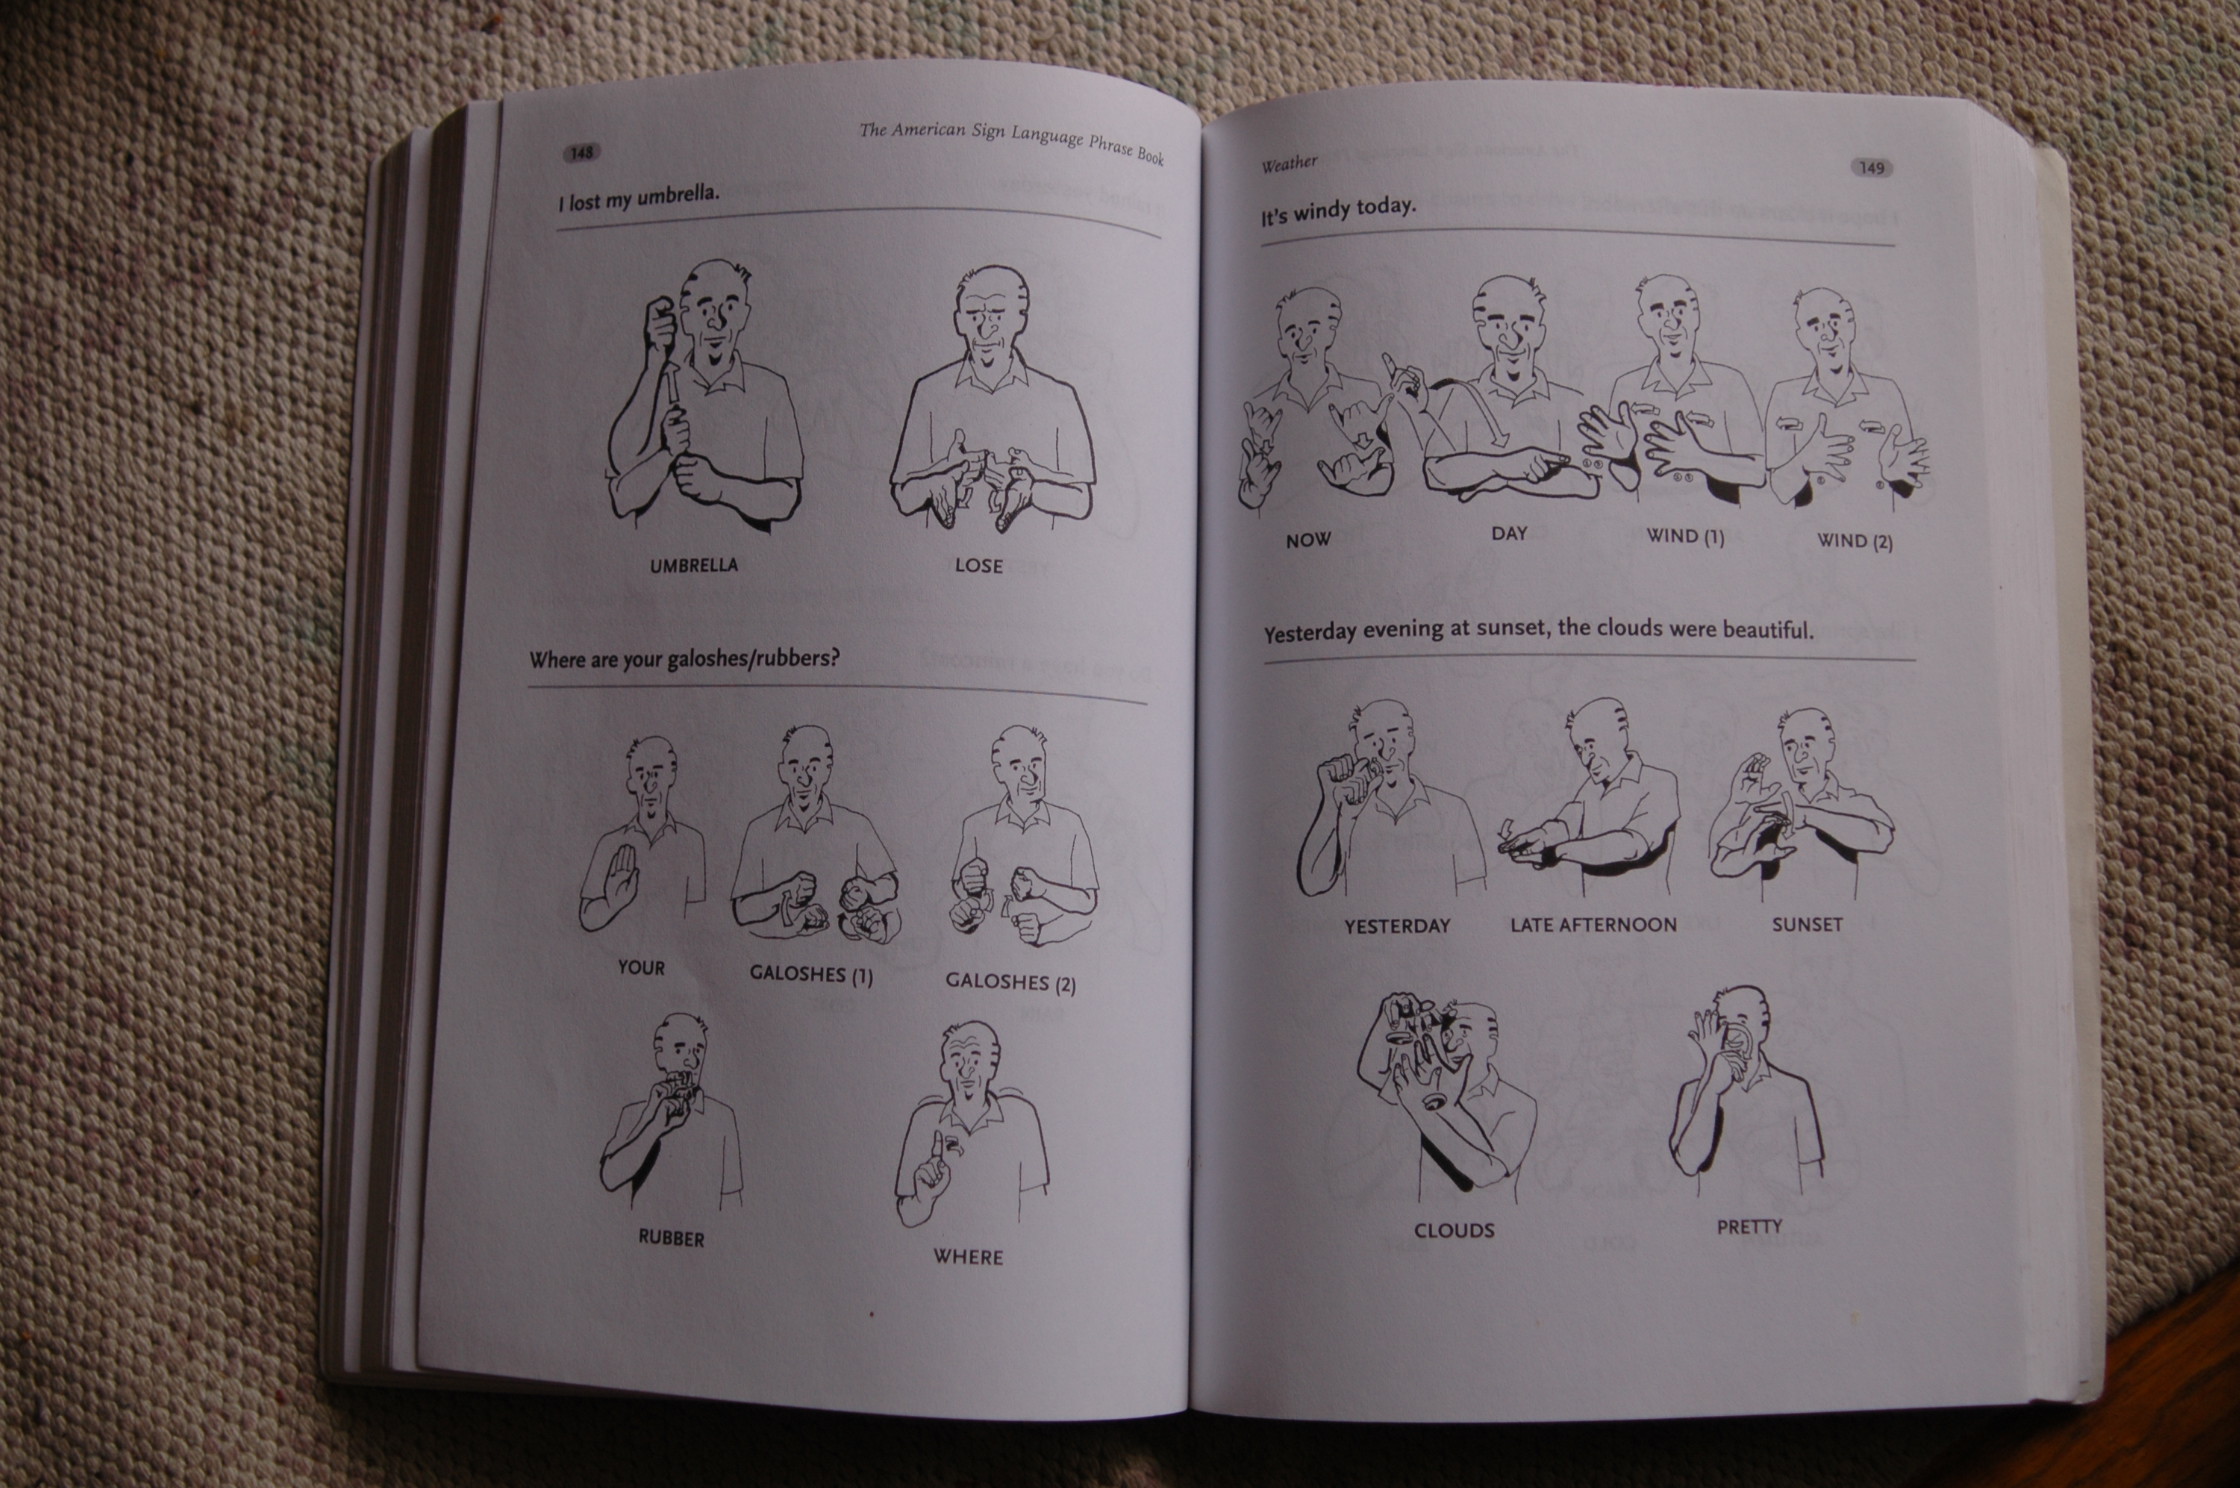 148
The American Sign Language Phrase Book
I lost my umbrella.
UMBRELLA
LOSE
Where are your galoshes/rubbers?
YOUR
GALOSHES (1)
GALOSHES (2)
RUBBER
WHERE
Weather
149
It's windy today.
NOW
DAY
WIND (1)
WIND (2)
Yesterday evening at sunset, the clouds were beautiful.
YESTERDAY
LATE AFTERNOON
SUNSET
CLOUDS
PRETTY